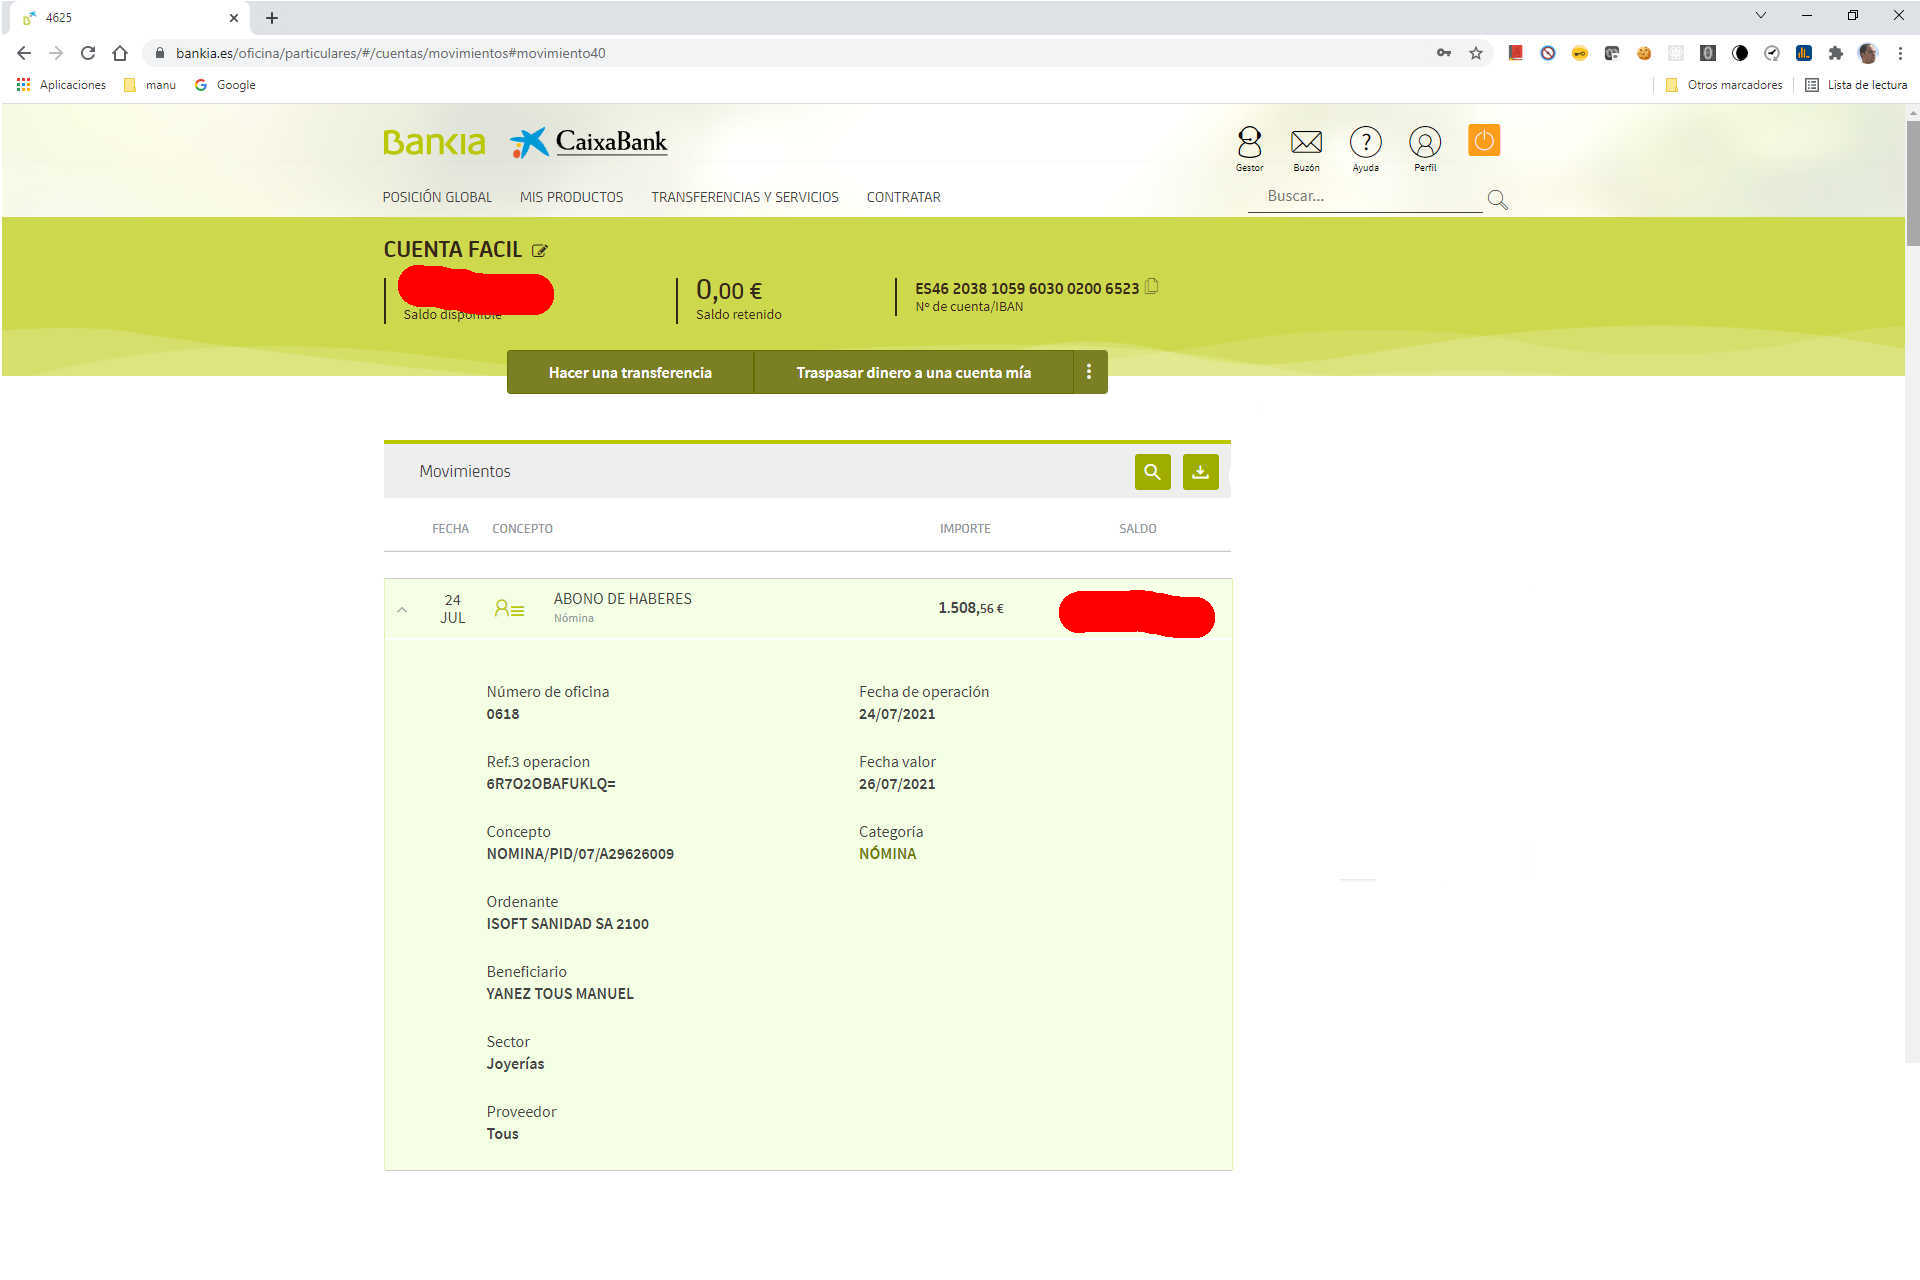 4625
bankia.es/oficina/particulares/#/cuentas/movimientos#movimiento40
Aplicaciones manu Google Otros marcadores Lista de lectura
Bankia CaixaBank
Gestor Buzón Ayuda Perfil
POSICIÓN GLOBAL MIS PRODUCTOS TRANSFERENCIAS Y SERVICIOS CONTRATAR Buscar...
CUENTA FACIL
0,00 € ES46 2038 1059 6030 0200 6523
Saldo disponible Saldo retenido Nº de cuenta/IBAN
Hacer una transferencia Traspasar dinero a una cuenta mía
Movimientos
FECHA CONCEPTO IMPORTE SALDO
24 JUL ABONO DE HABERES 1.508,56 €
Nómina
Número de oficina Fecha de operación
0618 24/07/2021
Ref.3 operacion Fecha valor
6R7O2OBAFUKLQ= 26/07/2021
Concepto Categoría
NOMINA/PID/07/A29626009 NÓMINA
Ordenante
ISOFT SANIDAD SA 2100
Beneficiario
YANEZ TOUS MANUEL
Sector
Joyerías
Proveedor
Tous